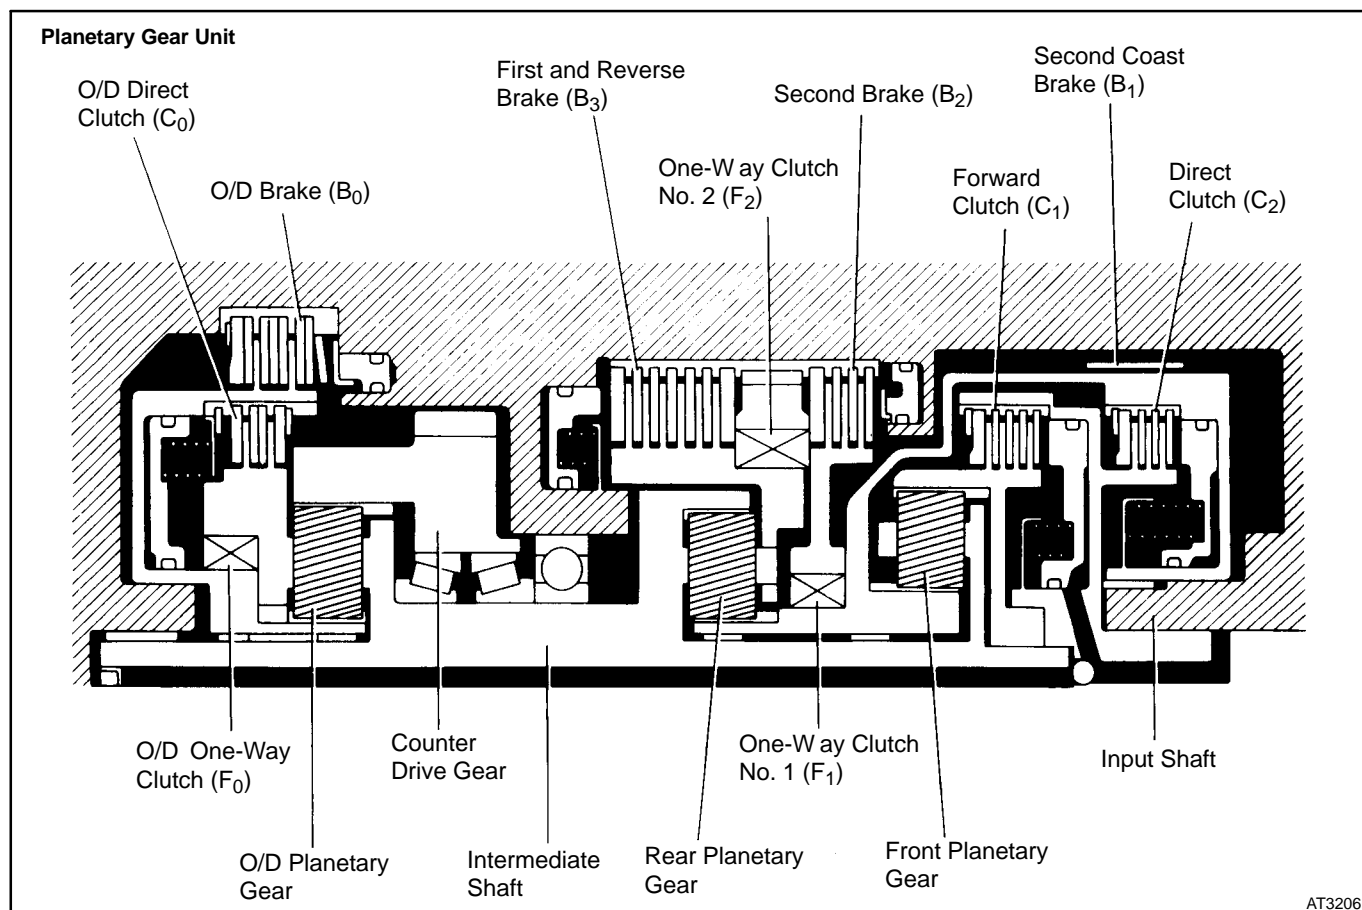 Planetary Gear Unit
O/D Direct
Clutch (C0)
O/D Brake (B0)
First and Reverse
Brake (B3)
One-W ay Clutch
No. 2 (F2)
Second Brake (B2)
Second Coast
Brake (B1)
Forward
Clutch (C1)
Direct
Clutch (C2)
O/D One-Way
Clutch (F0)
Counter
Drive Gear
One-W ay Clutch
No. 1 (F1)
Input Shaft
O/D Planetary
Gear
Intermediate
Shaft
Rear Planetary
Gear
Front Planetary
Gear
AT3206